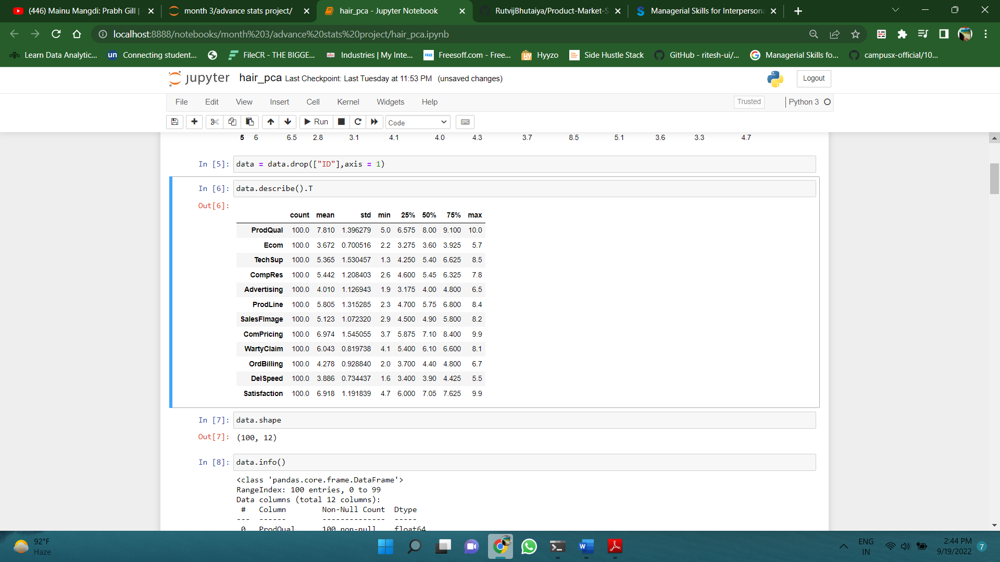 (446) Mainu Mangdi: Prabh Gill |
month 3/advance stats project/
hair_pca - Jupyter Notebook
RutvijBhutaiya/Product-Market-S
Managerial Skills for Interpersona
localhost:8888/notebooks/month%203/advance%20stats%20project/hair_pca.ipynb
Learn Data Analytic...
un Connecting student...
FileCR - THE BIGGE...
Industries | My Inte...
FREE Freesoff.com - Free...
Hyyzo
Side Hustle Stack
GitHub - ritesh-ui/...
Managerial Skills fo...
campusx-official/10...
jupyter hair_pca Last Checkpoint: Last Tuesday at 11:53 PM (unsaved changes)
Logout
File Edit View Insert Cell Kernel Widgets Help
Trusted
Python 3
Run
Code
5 6 6.5 2.8 3.1 4.1 4.0 4.3 3.7 8.5 5.1 3.6 3.3 4.7
In [5]: data = data.drop(["ID"],axis = 1)
In [6]: data.describe().T
Out[6]:
count mean std min 25% 50% 75% max
ProdQual 100.0 7.810 1.396279 5.0 6.575 8.00 9.100 10.0
Ecom 100.0 3.672 0.700516 2.2 3.275 3.60 3.925 5.7
TechSup 100.0 5.365 1.530457 1.3 4.250 5.40 6.625 8.5
CompRes 100.0 5.442 1.208403 2.6 4.600 5.45 6.325 7.8
Advertising 100.0 4.010 1.126943 1.9 3.175 4.00 4.800 6.5
ProdLine 100.0 5.805 1.315285 2.3 4.700 5.75 6.800 8.4
SalesFImage 100.0 5.123 1.072320 2.9 4.500 4.90 5.800 8.2
ComPricing 100.0 6.974 1.545055 3.7 5.875 7.10 8.400 9.9
WartyClaim 100.0 6.043 0.819738 4.1 5.400 6.10 6.600 8.1
OrdBilling 100.0 4.278 0.928840 2.0 3.700 4.40 4.800 6.7
DelSpeed 100.0 3.886 0.734437 1.6 3.400 3.90 4.425 5.5
Satisfaction 100.0 6.918 1.191839 4.7 6.000 7.05 7.625 9.9
In [7]: data.shape
Out[7]: (100, 12)
In [8]: data.info()
<class 'pandas.core.frame.DataFrame'>
RangeIndex: 100 entries, 0 to 99
Data columns (total 12 columns):
# Column Non-Null Count Dtype
--- ------ -------------- -----
0 ProdQual 100 non-null float64
92°F
Haze
ENG
IN
2:44 PM
9/19/2022
7